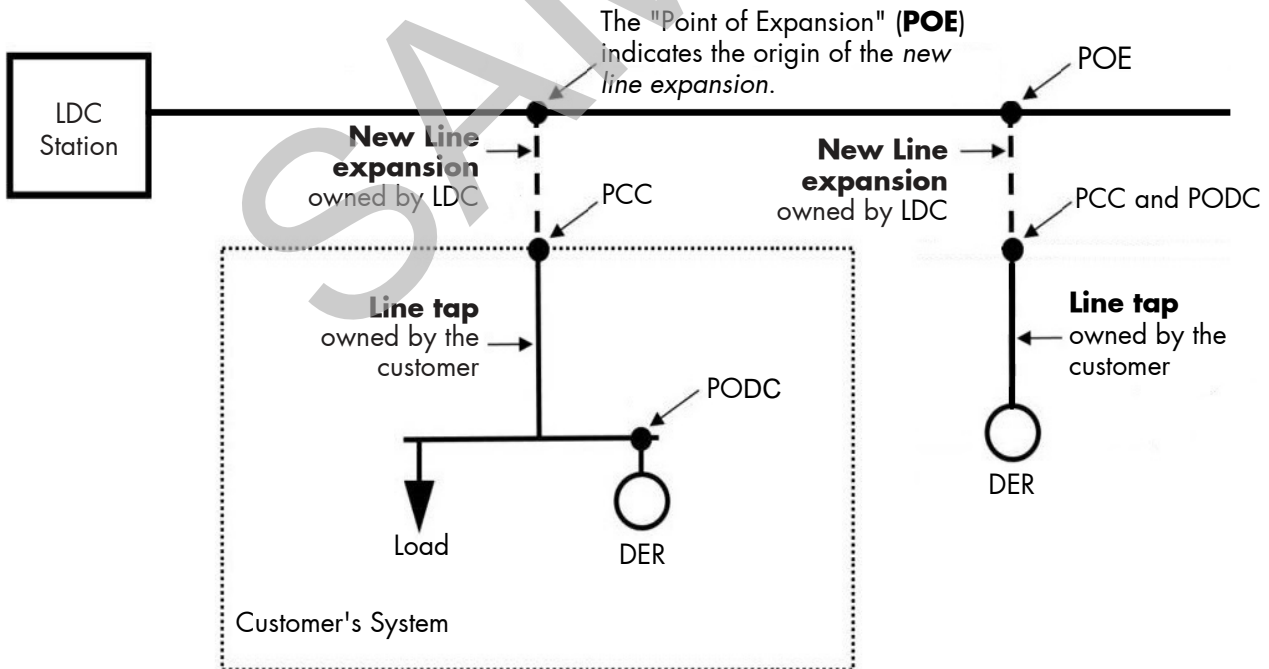 The "Point of Expansion" (POE)
indicates the origin of the new
line expansion.
POE
LDC
Station
New Line
expansion
owned by LDC
PCC
New Line
expansion
owned by LDC
PCC and PODC
Line tap
owned by the
customer
PODC
Load
DER
Line tap
owned by the
customer
DER
Customer's System